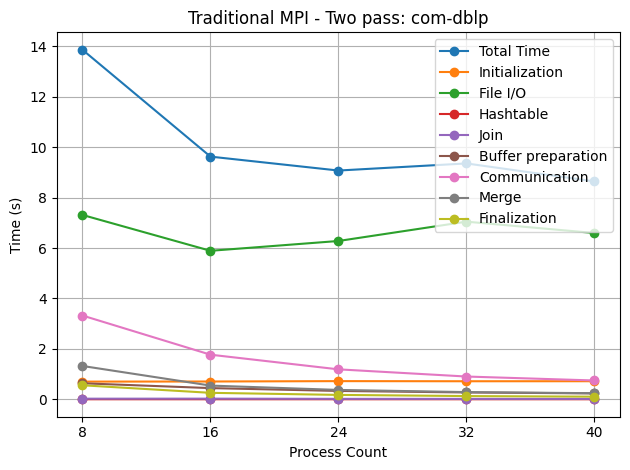 Traditional MPI - Two pass: com-dblp
Total Time
Initialization
File I/O
Hashtable
Join
Buffer preparation
Communication
Merge
Finalization
14
12
10
8
6
4
2
0
Time (s)
8 16 24 32 40
Process Count